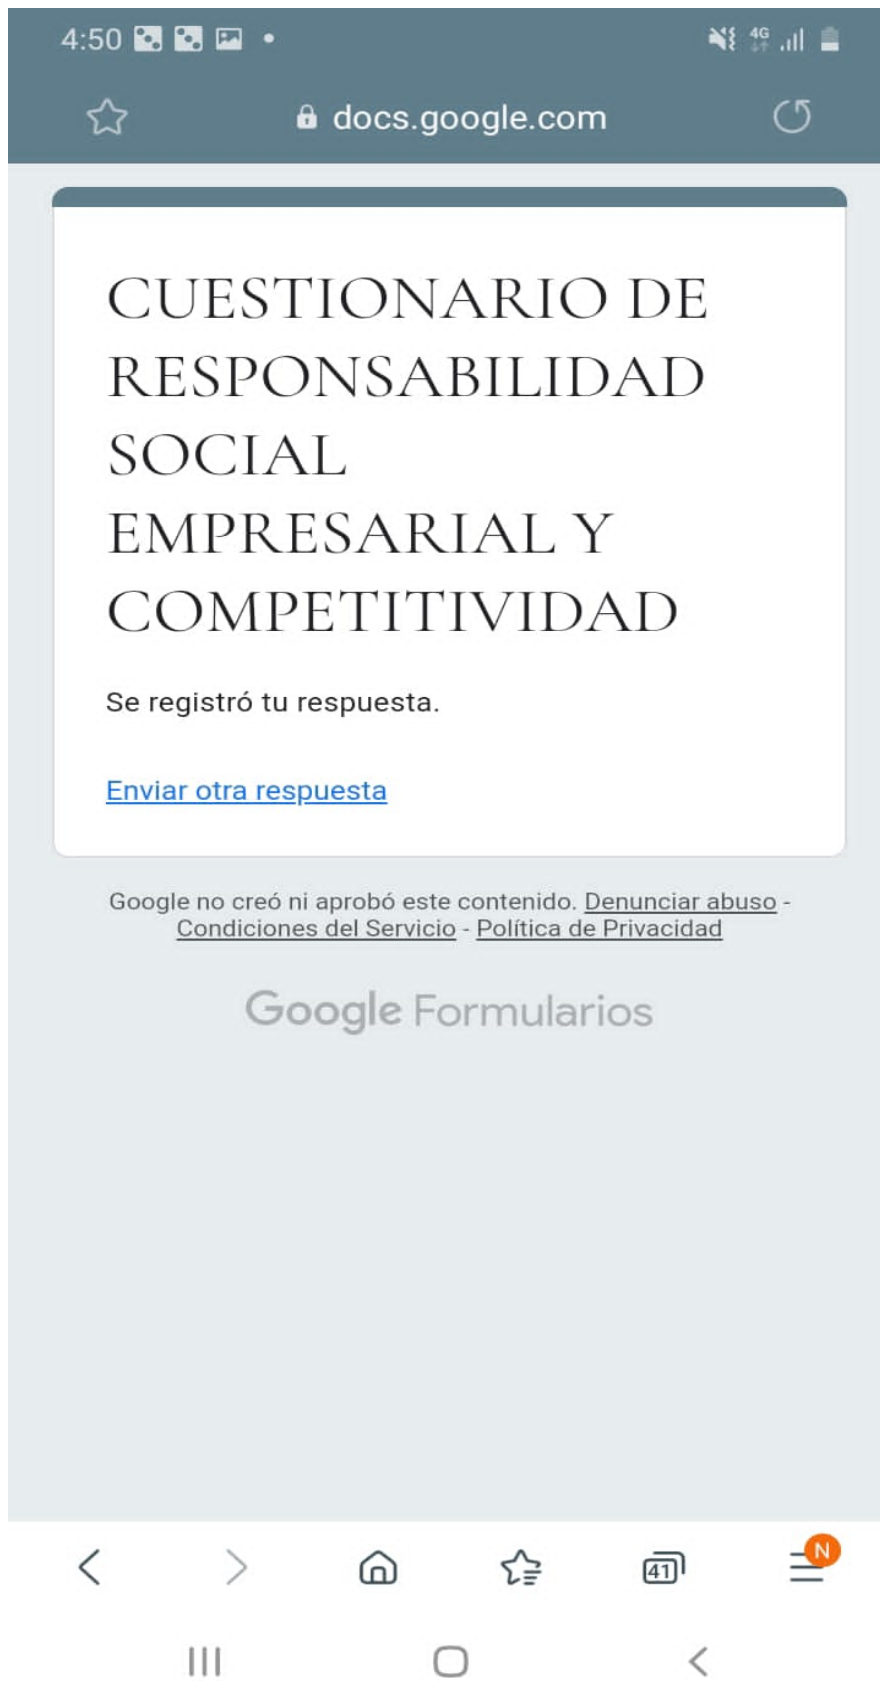 4:50
4G
docs.google.com
CUESTIONARIO DE
RESPONSABILIDAD
SOCIAL
EMPRESARIAL Y
COMPETITIVIDAD
Se registró tu respuesta.
Enviar otra respuesta
Google no creó ni aprobó este contenido. Denunciar abuso -
Condiciones del Servicio - Política de Privacidad
Google Formularios
41
N